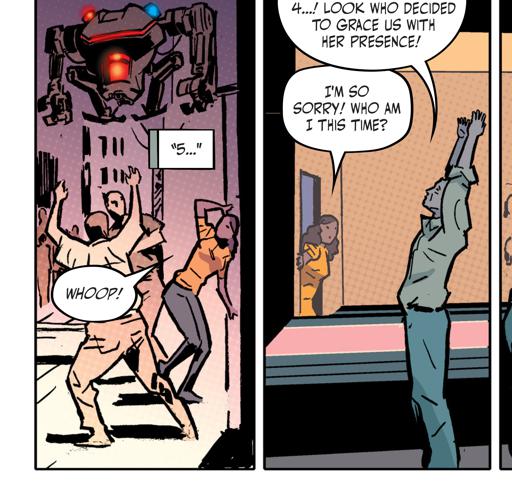 "5..."
WHOOP!
4...! LOOK WHO DECIDED
TO GRACE US WITH
HER PRESENCE!
I'M SO
SORRY! WHO AM
I THIS TIME?